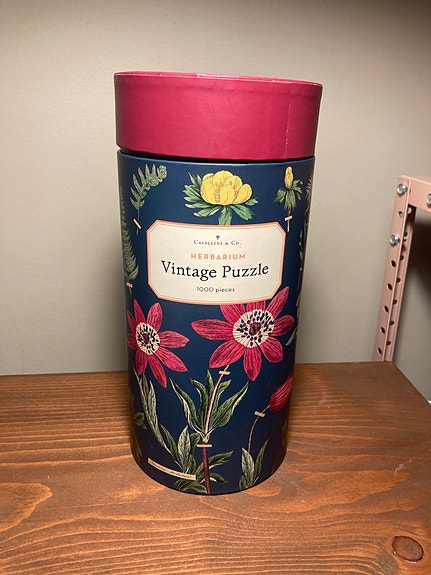 CAVALLINI & CO.
HERBARIUM
Vintage Puzzle
1000 pieces